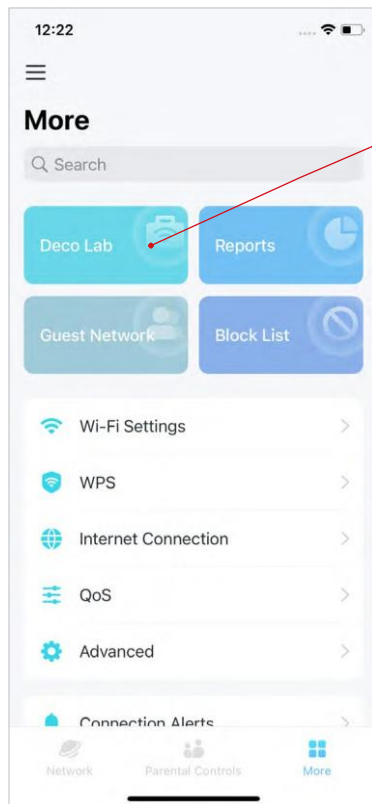 12:22
More
Search
Deco Lab
Reports
Guest Network
Block List
Wi-Fi Settings
WPS
Internet Connection
QoS
Advanced
Connection Alerts
Network
Parental Controls
More